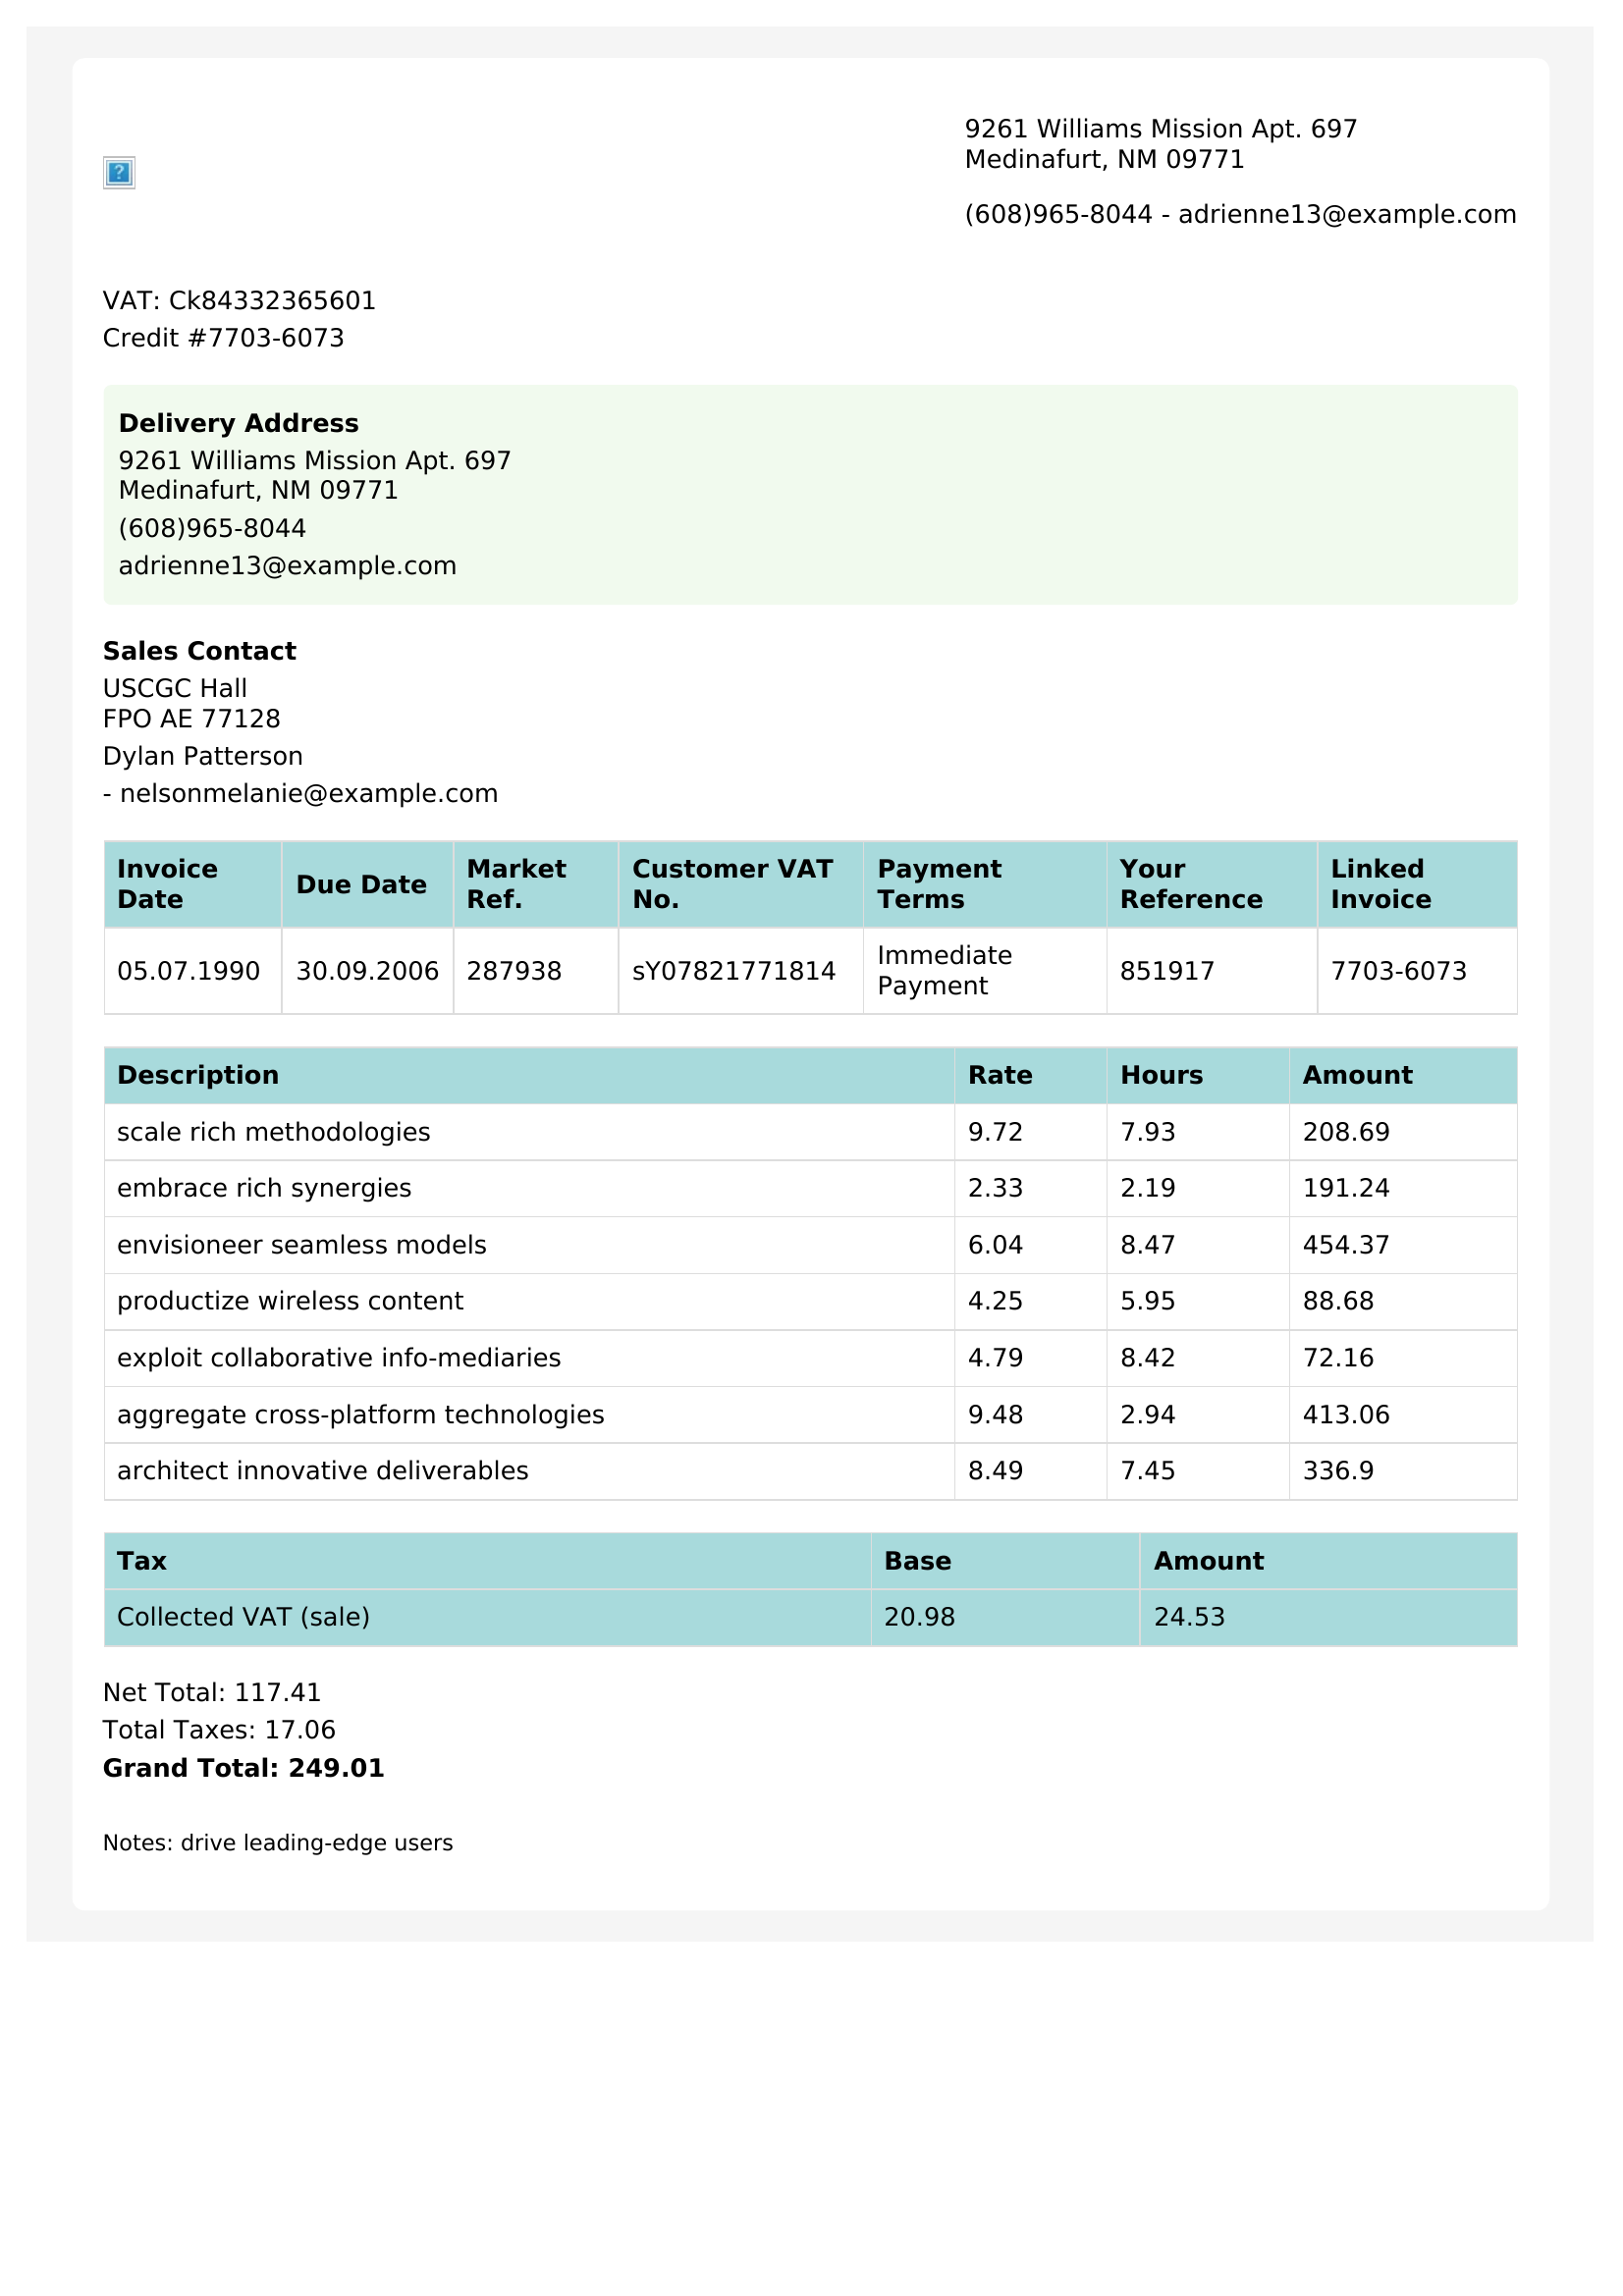 9261 Williams Mission Apt. 697
Medinafurt, NM 09771
(608)965-8044 - adrienne13@example.com
VAT: Ck84332365601
Credit #7703-6073
Delivery Address
9261 Williams Mission Apt. 697
Medinafurt, NM 09771
(608)965-8044
adrienne13@example.com
Sales Contact
USCGC Hall
FPO AE 77128
Dylan Patterson
- nelsonmelanie@example.com
Invoice Date Due Date Market Ref. Customer VAT No. Payment Terms Your Reference Linked Invoice
05.07.1990 30.09.2006 287938 sY07821771814 Immediate Payment 851917 7703-6073
Description Rate Hours Amount
scale rich methodologies 9.72 7.93 208.69
embrace rich synergies 2.33 2.19 191.24
envisioneer seamless models 6.04 8.47 454.37
productize wireless content 4.25 5.95 88.68
exploit collaborative info-mediaries 4.79 8.42 72.16
aggregate cross-platform technologies 9.48 2.94 413.06
architect innovative deliverables 8.49 7.45 336.9
Tax Base Amount
Collected VAT (sale) 20.98 24.53
Net Total: 117.41
Total Taxes: 17.06
Grand Total: 249.01
Notes: drive leading-edge users